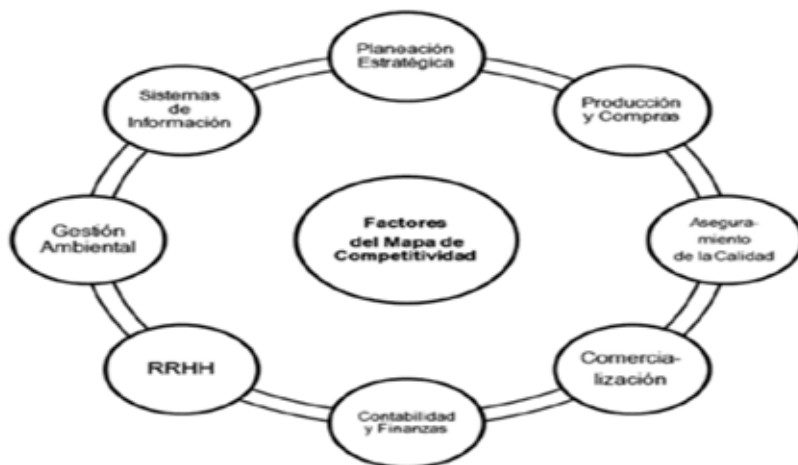 Planeación
Estratégica
Producción
y Compras
Asegura-
miento
de la Calidad
Comercia-
lización
Contabilidad
y Finanzas
RRHH
Gestión
Ambiental
Sistemas
de
Información
Factores
del Mapa de
Competitividad